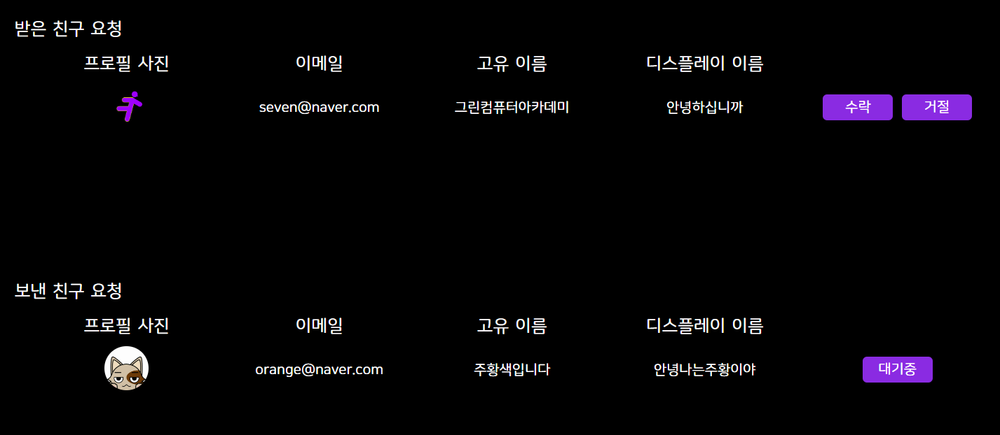 받은 친구 요청
프로필 사진 이메일 고유 이름 디스플레이 이름
seven@naver.com 그린컴퓨터아카데미 안녕하십니까 수락 거절
보낸 친구 요청
프로필 사진 이메일 고유 이름 디스플레이 이름
orange@naver.com 주황색입니다 안녕나는주황이야 대기중